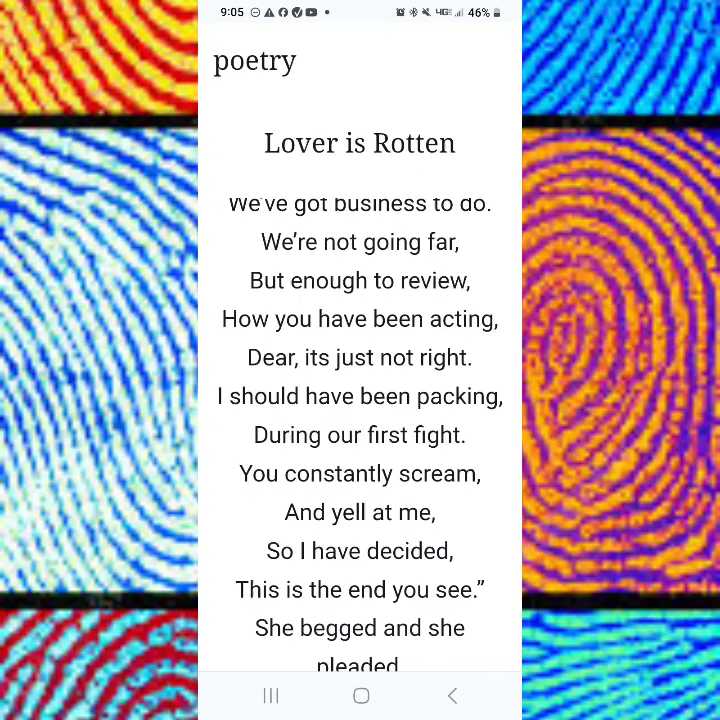 9:05 46%
poetry
Lover is Rotten
We've got business to do.
We’re not going far,
But enough to review,
How you have been acting,
Dear, its just not right.
I should have been packing,
During our first fight.
You constantly scream,
And yell at me,
So I have decided,
This is the end you see.”
She begged and she
pleaded